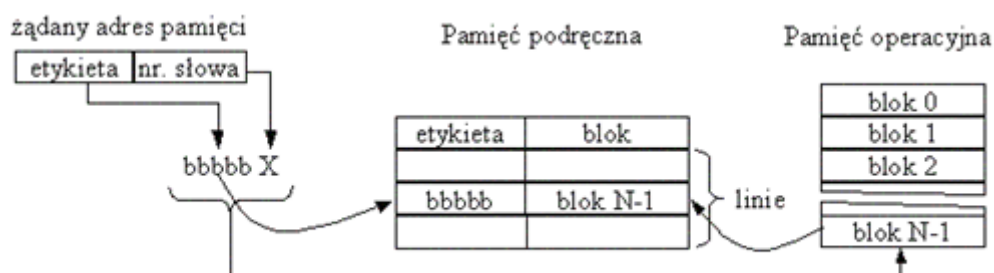 żądany adres pamięci
etykieta nr. słowa
bbbbb X
Pamięć podręczna
etykieta blok
bbbbb blok N-1
linie
Pamięć operacyjna
blok 0
blok 1
blok 2
blok N-1